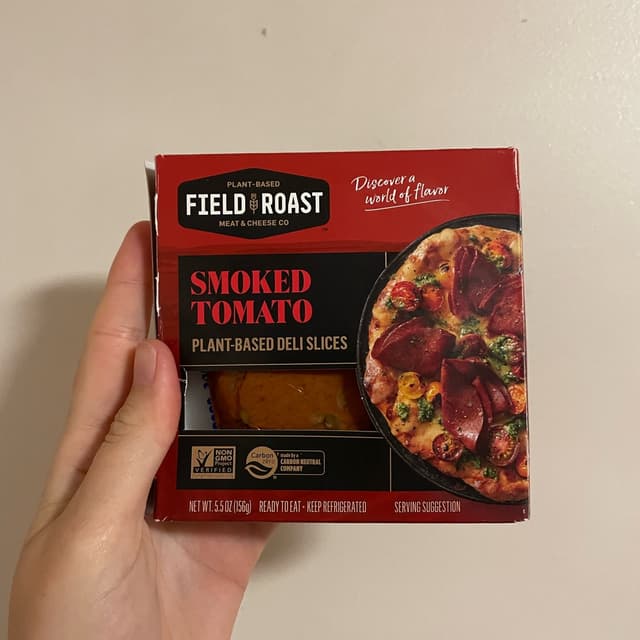 PLANT-BASED
FIELD ROAST
MEAT & CHEESE CO
Discover a
world of flavor
SMOKED
TOMATO
PLANT-BASED DELI SLICES
NON
GMO
Project
VERIFIED
Carbon
made by a
CARBON NEUTRAL
COMPANY
NET WT. 5.5 OZ (156g) READY TO EAT • KEEP REFRIGERATED SERVING SUGGESTION